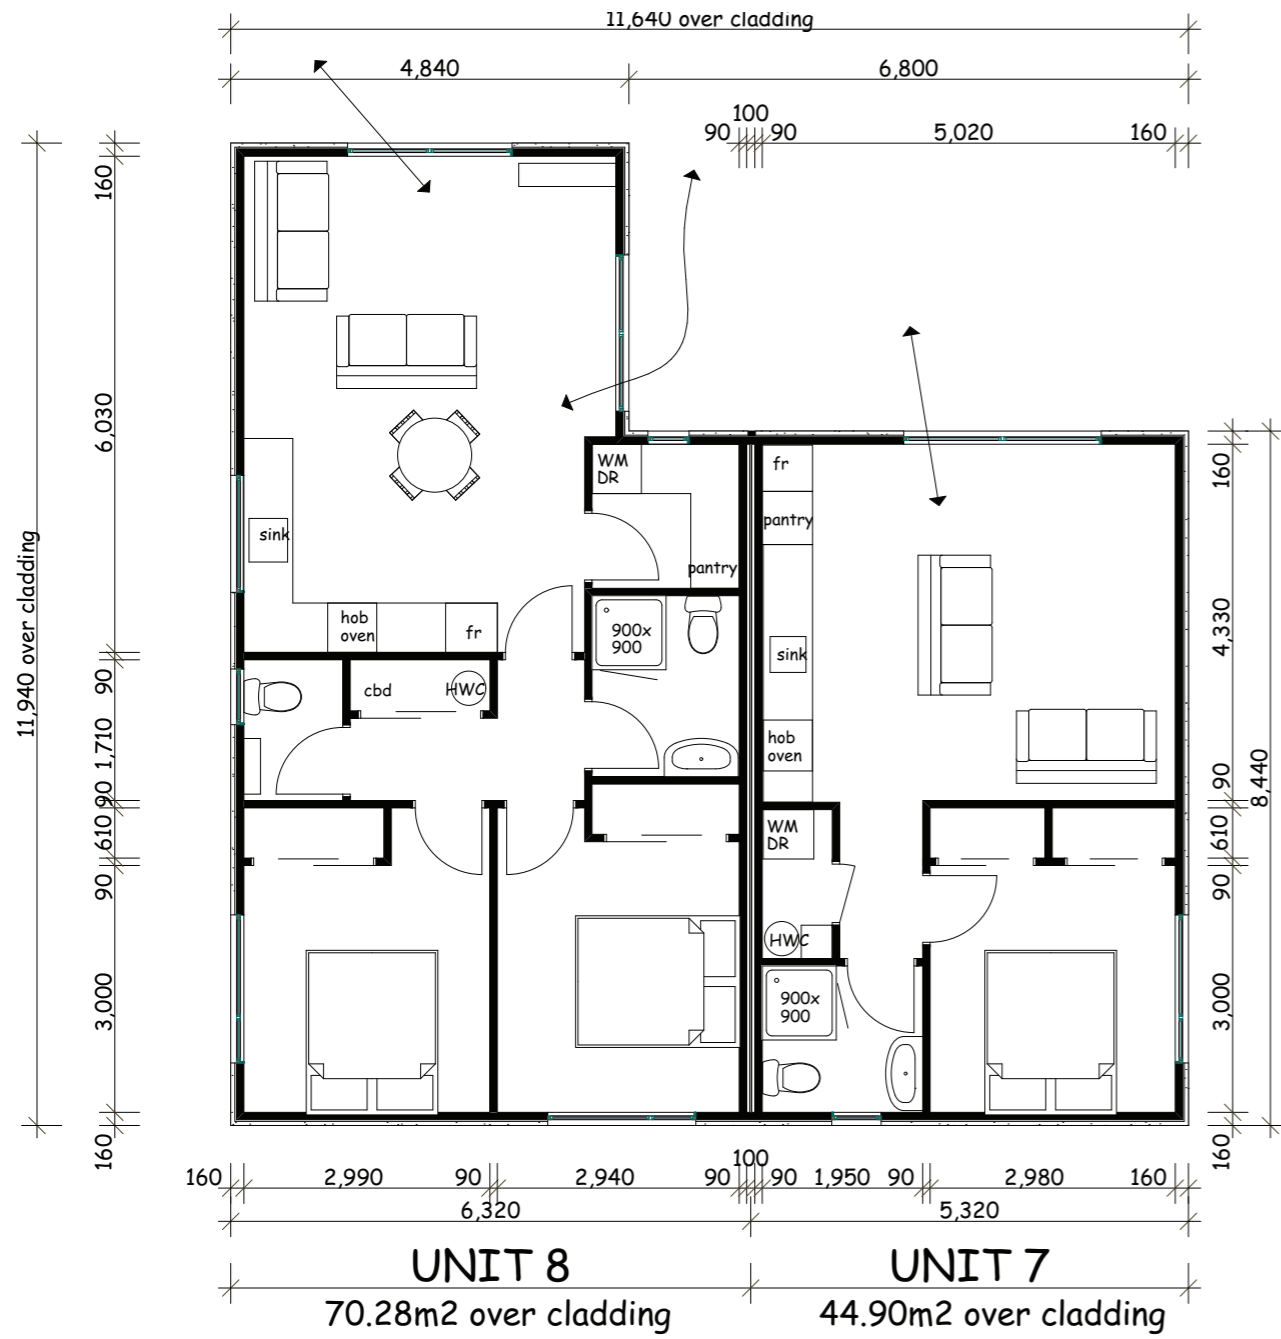 11,640 over cladding
4,840
6,800
100
90
90
5,020
160
160
6,030
11,940 over cladding
90
1,710
90
610
90
3,000
160
WM
DR
pantry
sink
hob
oven
fr
900x
900
cbd
HWC
fr
pantry
sink
hob
oven
WM
DR
HWC
900x
900
160
4,330
90
8,440
610
90
3,000
160
160
2,990
90
2,940
90
100
90
1,950
90
2,980
160
6,320
5,320
UNIT 8
UNIT 7
70.28m2 over cladding
44.90m2 over cladding